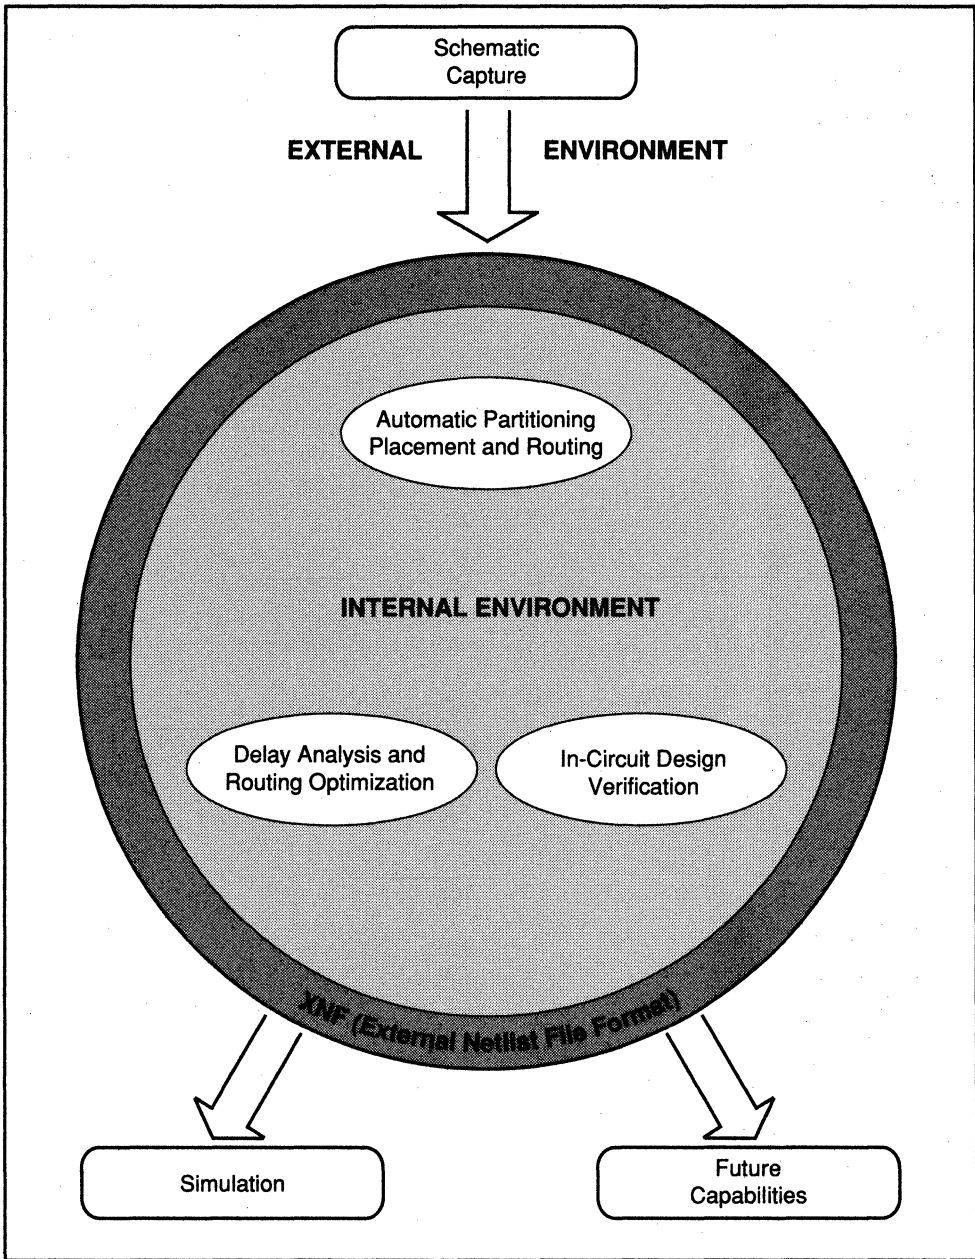 Schematic
Capture
EXTERNAL ENVIRONMENT
Automatic Partitioning
Placement and Routing
INTERNAL ENVIRONMENT
Delay Analysis and
Routing Optimization
In-Circuit Design
Verification
XNF (External Netlist File Format)
Simulation
Future
Capabilities